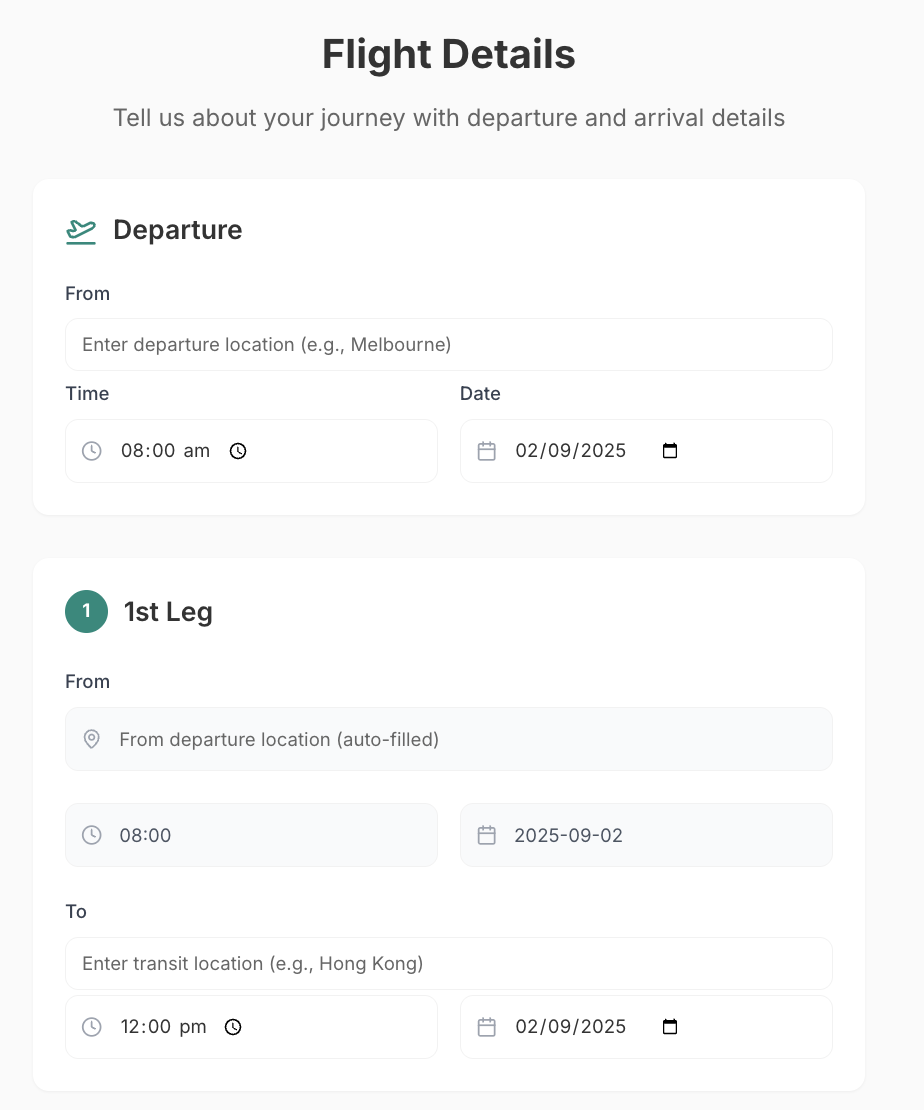 Flight Details
Tell us about your journey with departure and arrival details
Departure
From
Enter departure location (e.g., Melbourne)
Time Date
08:00 am 02/09/2025
1 1st Leg
From
From departure location (auto-filled)
08:00 2025-09-02
To
Enter transit location (e.g., Hong Kong)
12:00 pm 02/09/2025